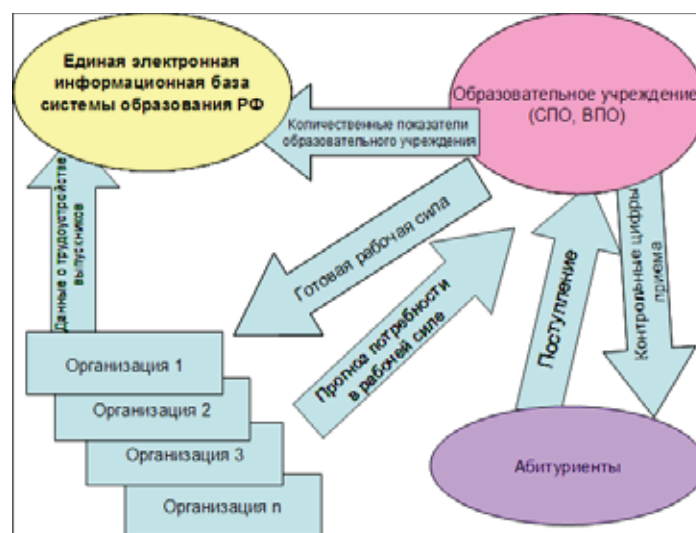 Единая электронная
информационная база
системы образования РФ
Образовательное учреждение
(СПО, ВПО)
Количественные показатели
образовательного учреждения
Данные о трудоустройстве
выпускников
Готовая рабочая сила
Прогноз потребности
в рабочей силе
Поступление
Контрольные цифры
приема
Организация 1
Организация 2
Организация 3
Организация n
Абитуриенты